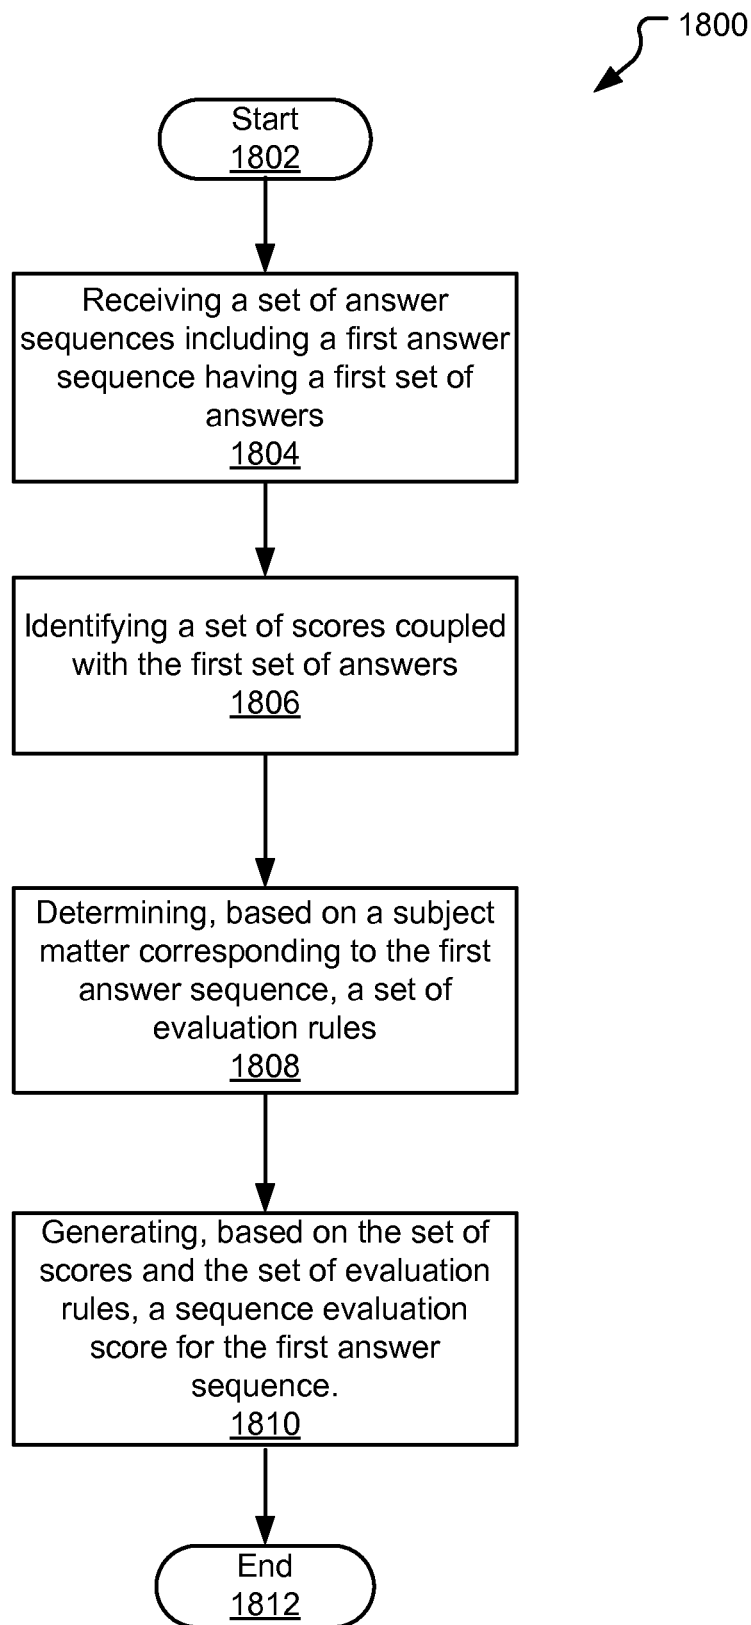 1800
Start
1802
Receiving a set of answer
sequences including a first answer
sequence having a first set of
answers
1804
Identifying a set of scores coupled
with the first set of answers
1806
Determining, based on a subject
matter corresponding to the first
answer sequence, a set of
evaluation rules
1808
Generating, based on the set of
scores and the set of evaluation
rules, a sequence evaluation
score for the first answer
sequence.
1810
End
1812